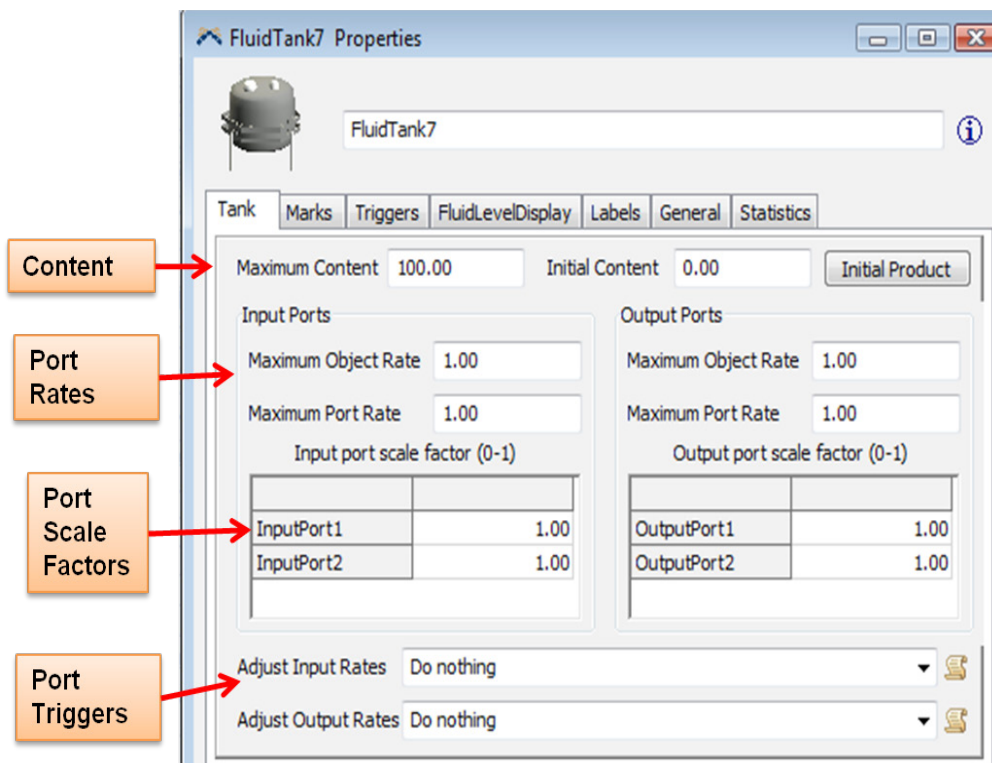 FluidTank7 Properties
FluidTank7
Tank Marks Triggers FluidLevelDisplay Labels General Statistics
Content
Maximum Content 100.00 Initial Content 0.00 Initial Product
Input Ports
Output Ports
Port
Rates
Maximum Object Rate 1.00
Maximum Object Rate 1.00
Maximum Port Rate 1.00
Maximum Port Rate 1.00
Input port scale factor (0-1)
Output port scale factor (0-1)
Port
Scale
Factors
InputPort1 1.00
InputPort2 1.00
OutputPort1 1.00
OutputPort2 1.00
Port
Triggers
Adjust Input Rates Do nothing
Adjust Output Rates Do nothing